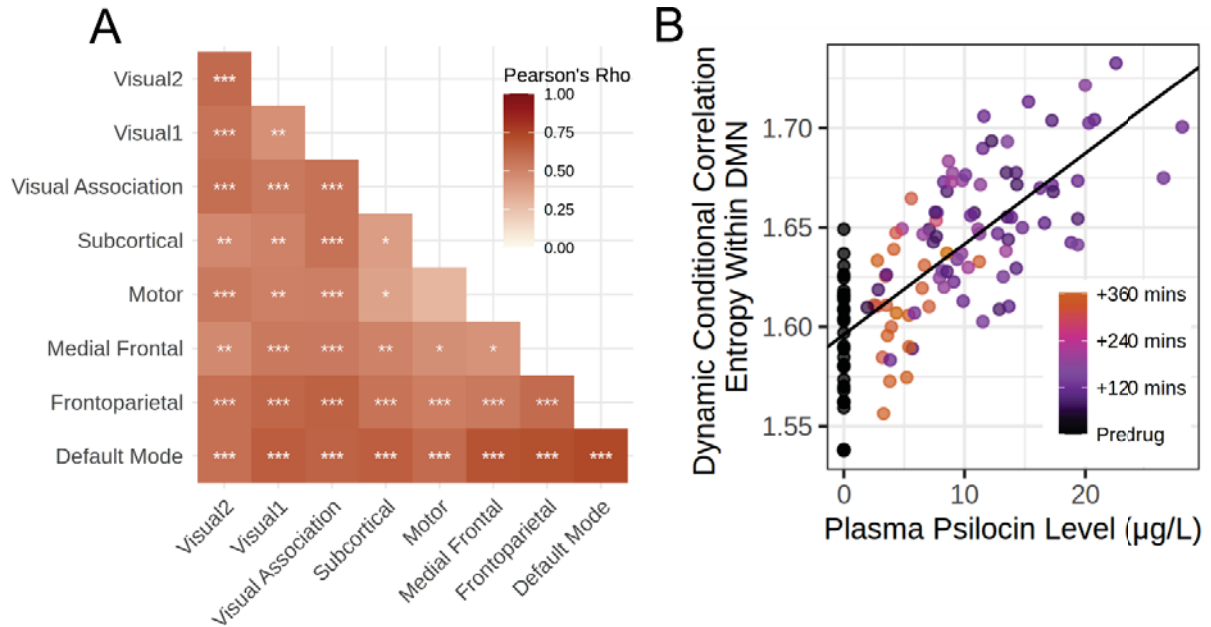 A
Pearson's Rho
1.00
0.75
0.50
0.25
0.00
Visual2 ***
Visual1 *** **
Visual Association *** *** ***
Subcortical ** ** *** *
Motor *** ** *** *
Medial Frontal ** *** *** ** * *
Frontoparietal *** *** *** *** *** *** ***
Default Mode *** *** *** *** *** *** *** ***
Visual2
Visual1
Visual Association
Subcortical
Motor
Medial Frontal
Frontoparietal
Default Mode
B
Dynamic Conditional Correlation
Entropy Within DMN
1.70
1.65
1.60
1.55
+360 mins
+240 mins
+120 mins
Predrug
0 10 20
Plasma Psilocin Level (μg/L)